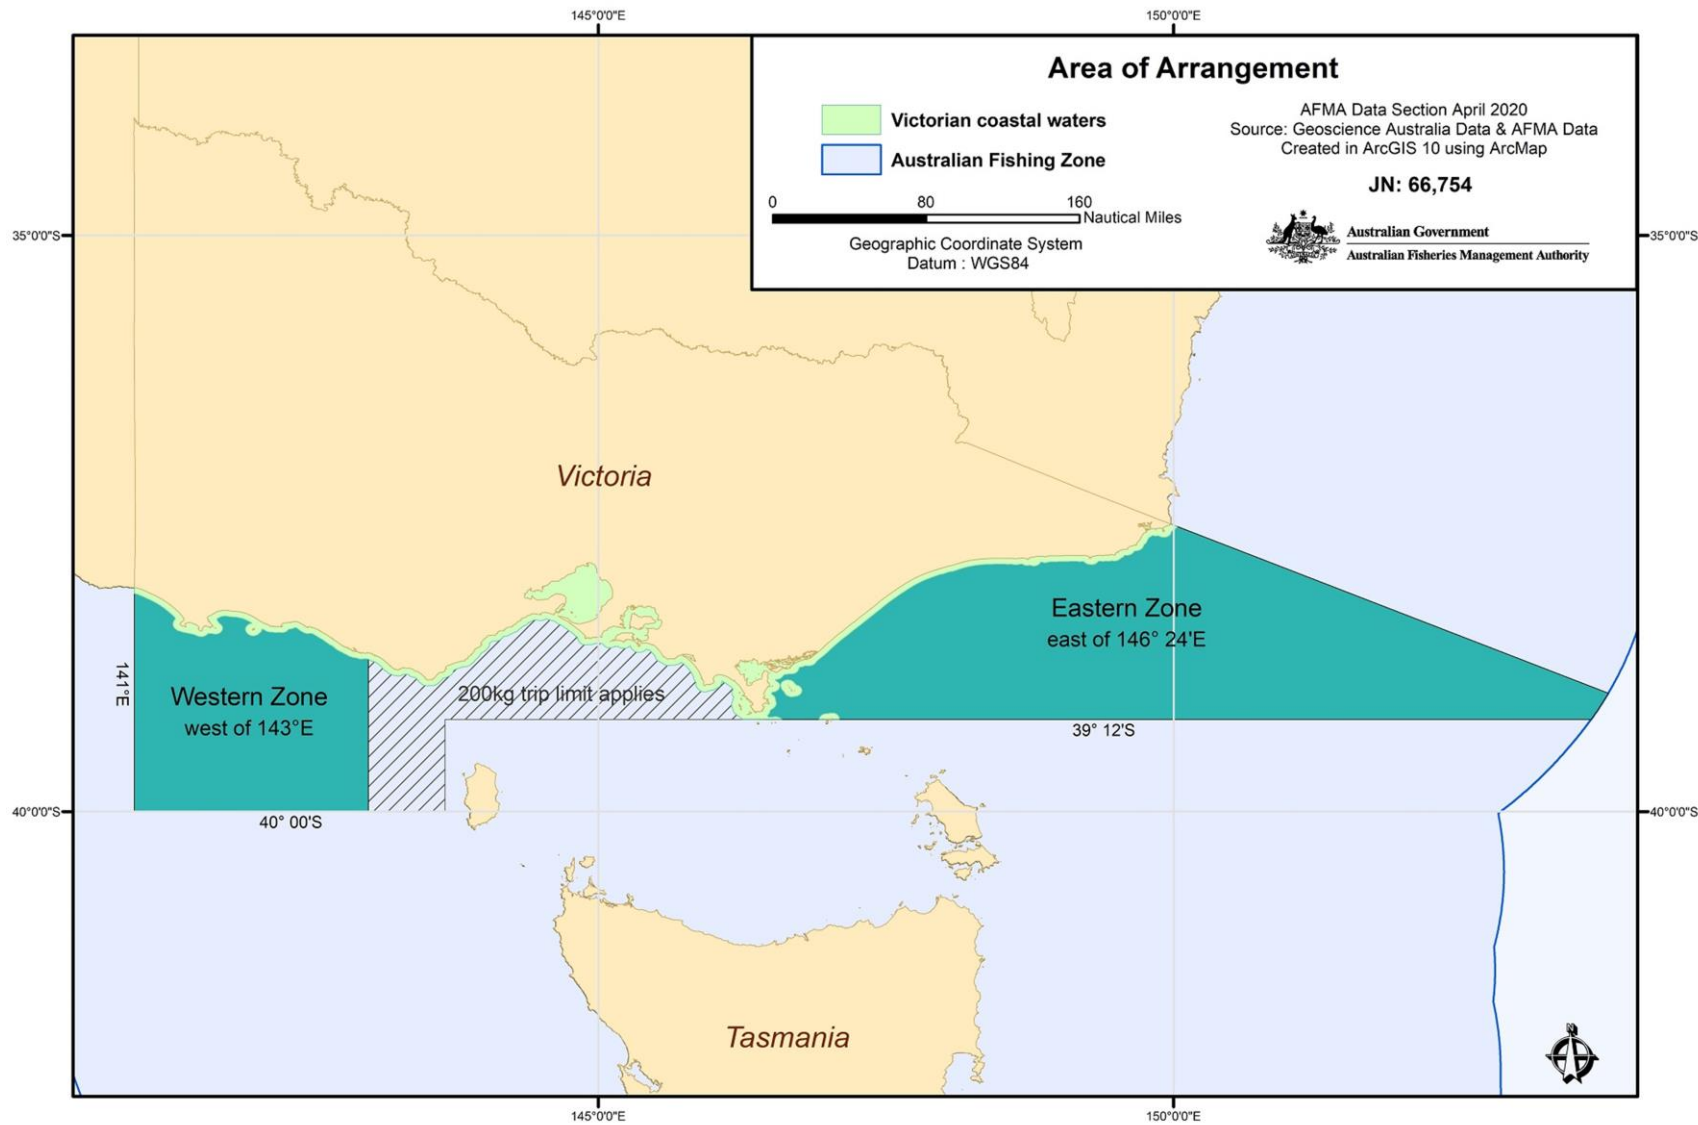 145°0'0"E
150°0'0"E
Area of Arrangement
Victorian coastal waters
Australian Fishing Zone
AFMA Data Section April 2020
Source: Geoscience Australia Data & AFMA Data
Created in ArcGIS 10 using ArcMap
JN: 66,754
0
80
160
Nautical Miles
Geographic Coordinate System
Datum : WGS84
Australian Government
Australian Fisheries Management Authority
35°0'0"S
35°0'0"S
Victoria
Eastern Zone
east of 146° 24'E
141°E
Western Zone
west of 143°E
200kg trip limit applies
39° 12'S
40°0'0"S
40° 00'S
40°0'0"S
Tasmania
N
145°0'0"E
150°0'0"E